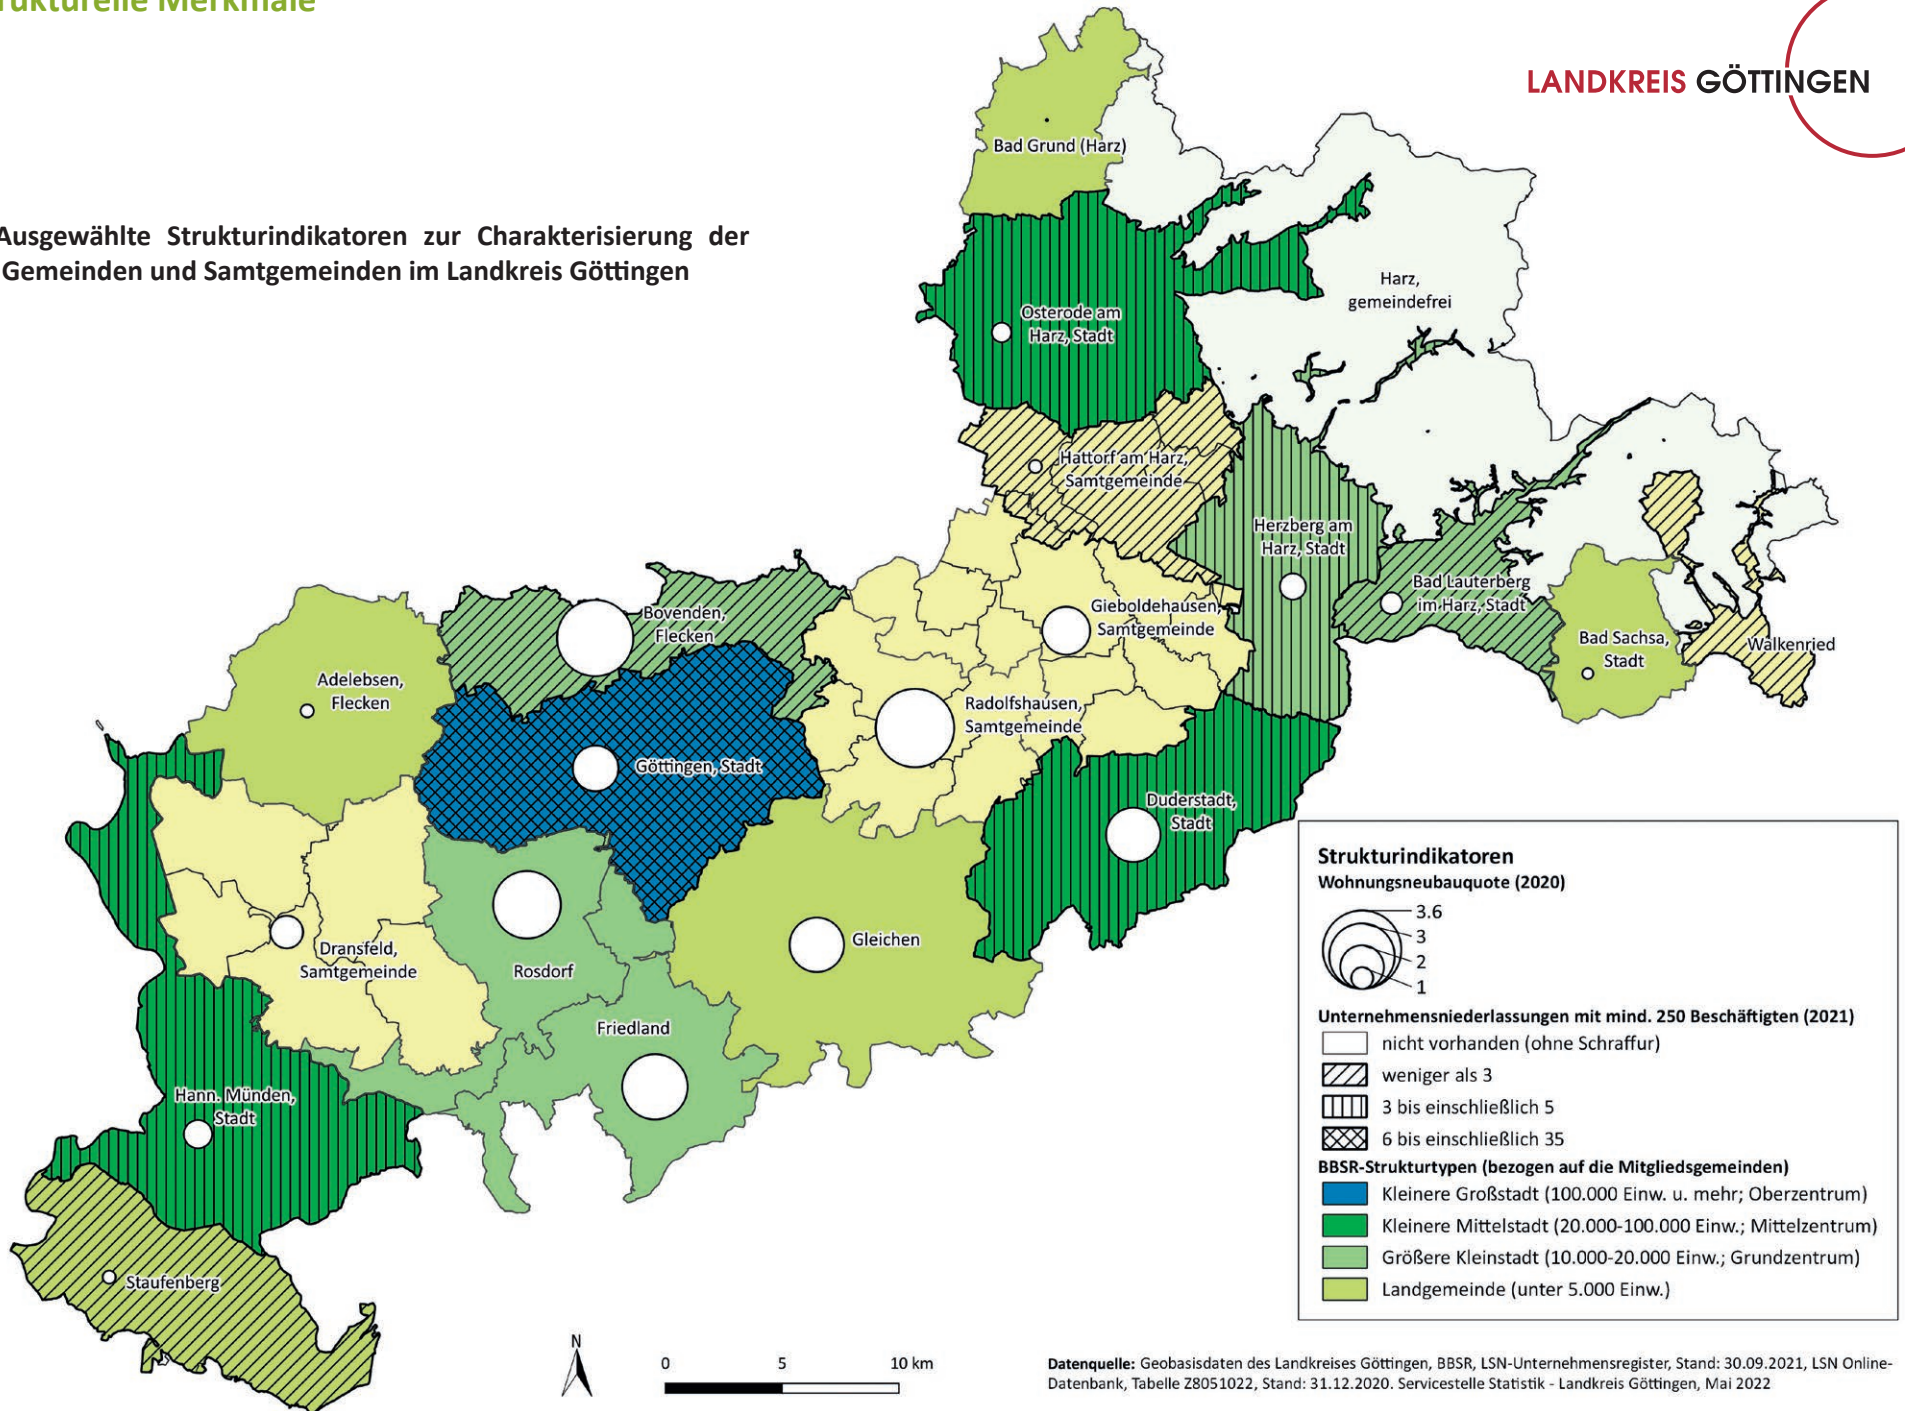 rukturelle Merkmale
LANDKREIS GÖTTINGEN
Ausgewählte Strukturindikatoren zur Charakterisierung der
Gemeinden und Samtgemeinden im Landkreis Göttingen
Bad Grund (Harz)
Harz,
gemeindefrei
Osterode am
Harz, Stadt
Hattorf am Harz,
Samtgemeinde
Herzberg am
Harz, Stadt
Bad Lauterberg
im Harz, Stadt
Bad Sachsa,
Stadt
Walkenried
Gieboldehausen,
Samtgemeinde
Bovenden,
Flecken
Adelebsen,
Flecken
Radolfshausen,
Samtgemeinde
Göttingen, Stadt
Duderstadt,
Stadt
Gleichen
Dransfeld,
Samtgemeinde
Rosdorf
Friedland
Hann. Münden,
Stadt
Staufenberg
Strukturindikatoren
Wohnungsneubauquote (2020)
3.6
3
2
1
Unternehmensniederlassungen mit mind. 250 Beschäftigten (2021)
nicht vorhanden (ohne Schraffur)
weniger als 3
3 bis einschließlich 5
6 bis einschließlich 35
BBSR-Strukturtypen (bezogen auf die Mitgliedsgemeinden)
Kleinere Großstadt (100.000 Einw. u. mehr; Oberzentrum)
Kleinere Mittelstadt (20.000-100.000 Einw.; Mittelzentrum)
Größere Kleinstadt (10.000-20.000 Einw.; Grundzentrum)
Landgemeinde (unter 5.000 Einw.)
N
0 5 10 km
Datenquelle: Geobasisdaten des Landkreises Göttingen, BBSR, LSN-Unternehmensregister, Stand: 30.09.2021, LSN Online-
Datenbank, Tabelle Z8051022, Stand: 31.12.2020. Servicestelle Statistik - Landkreis Göttingen, Mai 2022